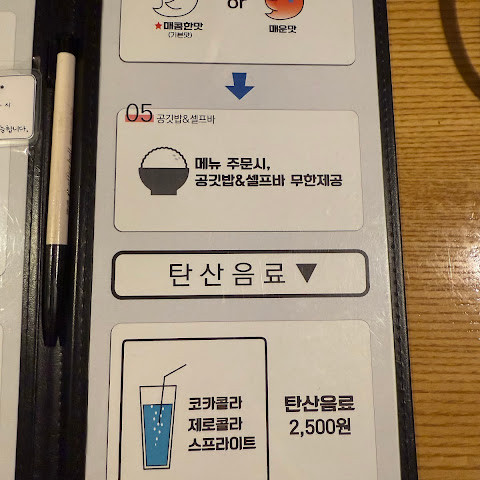 or
★매콤한맛
(기본맛)
매운맛
05 공깃밥&셀프바
메뉴 주문시,
공깃밥&셀프바 무한제공
탄산음료▼
코카콜라
제로콜라
스프라이트
탄산음료
2,500원
시